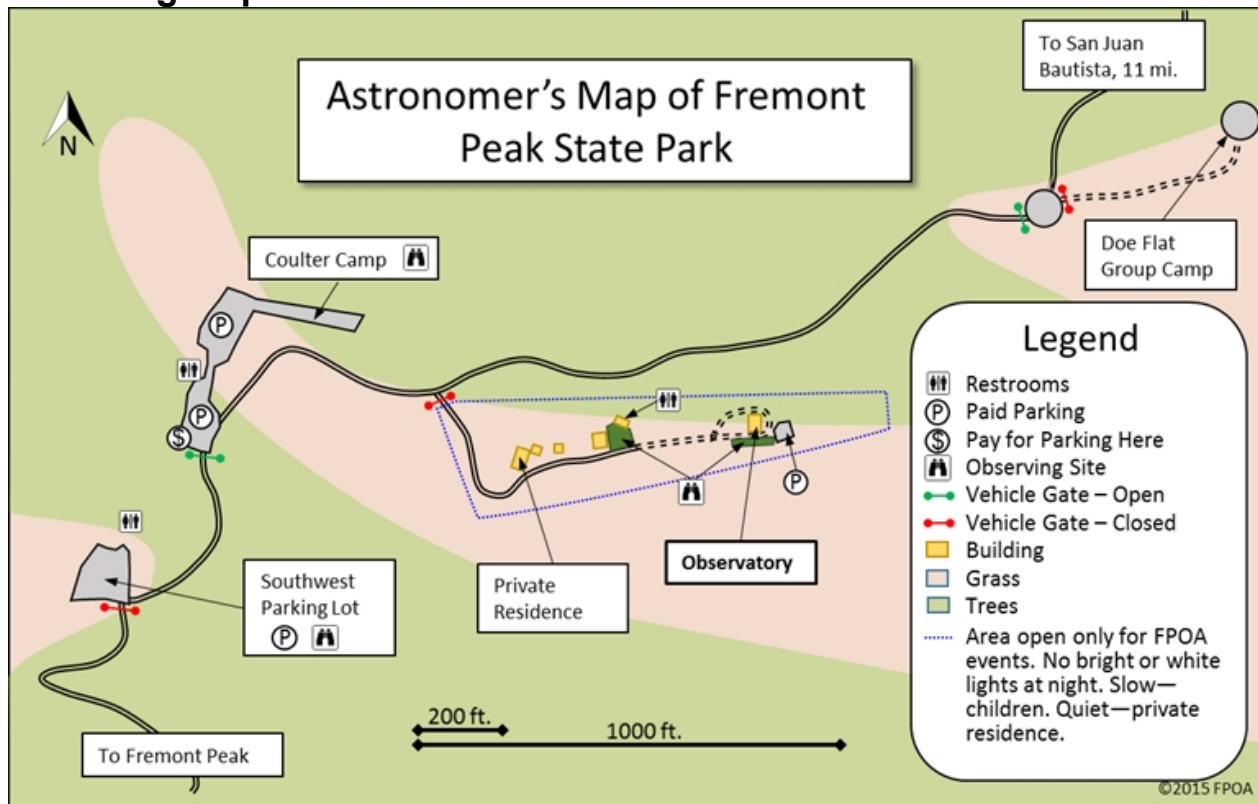 Astronomer's Map of Fremont
Peak State Park
N
To San Juan
Bautista, 11 mi.
Coulter Camp
Doe Flat
Group Camp
P
P
$
P
Observatory
Private
Residence
Southwest
Parking Lot
P
To Fremont Peak
200 ft.
1000 ft.
Legend
Restrooms
P Paid Parking
$ Pay for Parking Here
Observing Site
Vehicle Gate – Open
Vehicle Gate – Closed
Building
Grass
Trees
Area open only for FPOA
events. No bright or white
lights at night. Slow—
children. Quiet—private
residence.
©2015 FPOA